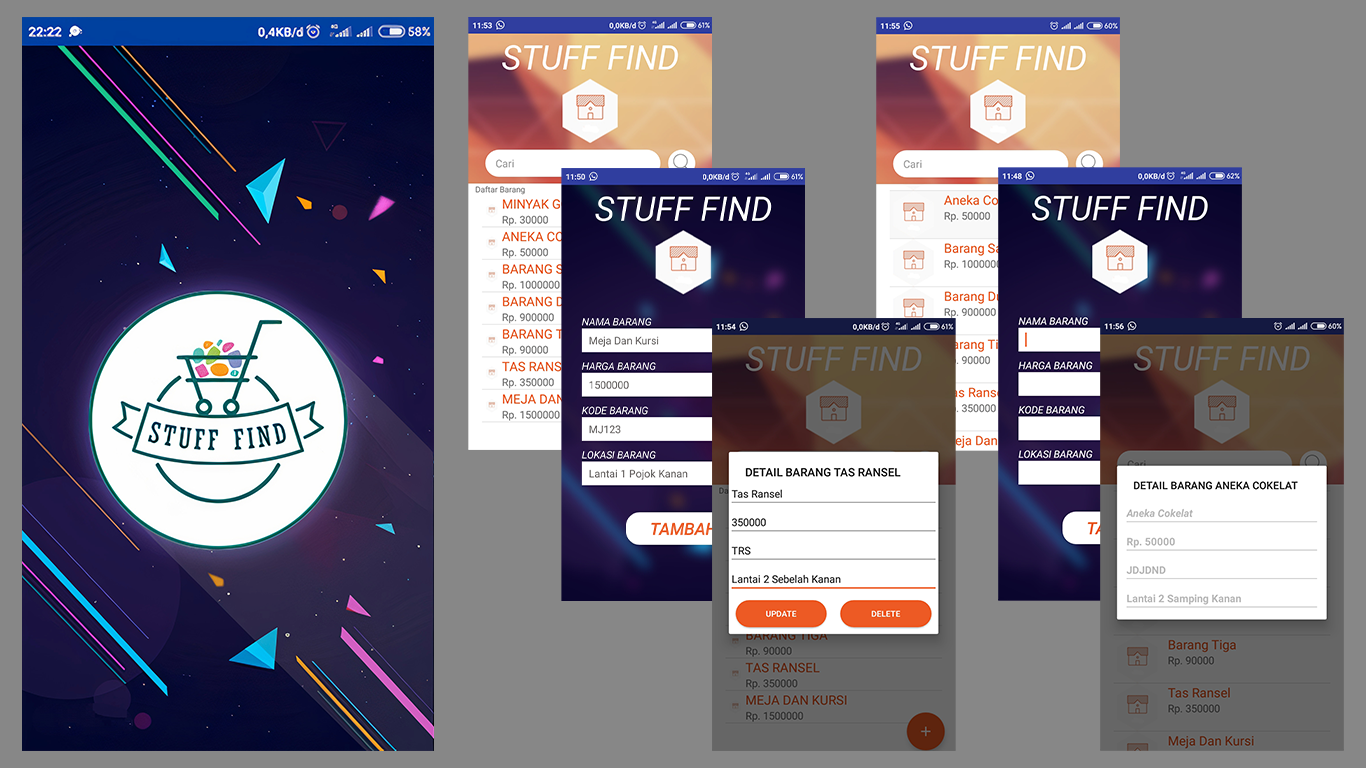 22:22
0,4KB/d
4G
58%
STUFF FIND
11:53
0,0KB/d
4G
61%
STUFF FIND
Cari
Daftar Barang
MINYAK G
Rp. 30000
ANEKA CO
Rp. 50000
BARANG S
Rp. 1000000
BARANG D
Rp. 900000
BARANG T
Rp. 90000
TAS RANS
Rp. 350000
MEJA DAN
Rp. 1500000
11:50
0,0KB/d
61%
STUFF FIND
NAMA BARANG
Meja Dan Kursi
HARGA BARANG
1500000
KODE BARANG
MJ123
LOKASI BARANG
Lantai 1 Pojok Kanan
TAMBAH
11:54
0,0KB/d
61%
STUFF FIND
Da
DETAIL BARANG TAS RANSEL
Tas Ransel
350000
TRS
Lantai 2 Sebelah Kanan
UPDATE
DELETE
BARANG TIGA
Rp. 90000
TAS RANSEL
Rp. 350000
MEJA DAN KURSI
Rp. 1500000
+
11:55
60%
STUFF FIND
Cari
Aneka Co
Rp. 50000
Barang Sa
Rp. 1000000
Barang Du
Rp. 900000
Barang Tig
Rp. 90000
as Ransel
. 350000
eja Dan
11:48
0,0KB/d
62%
STUFF FIND
NAMA BARANG
HARGA BARANG
KODE BARANG
LOKASI BARANG
TA
11:56
60%
STUFF FIND
Cari
DETAIL BARANG ANEKA COKELAT
Aneka Cokelat
Rp. 50000
JDJDND
Lantai 2 Samping Kanan
Barang Tiga
Rp. 90000
Tas Ransel
Rp. 350000
Meja Dan Kursi